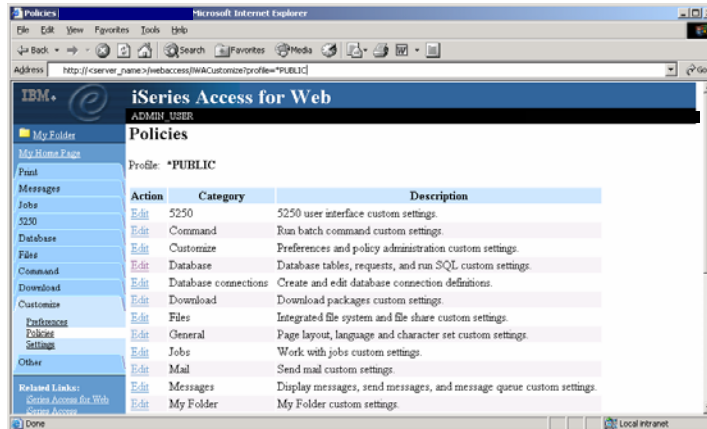 Policies Microsoft Internet Explorer
File Edit View Favorites Tools Help
Back Search Favorites Media
Address http://<server_name>/webaccess/iWACustomize?profile=*PUBLIC Go
IBM
iSeries Access for Web
ADMIN_USER
My Folder
My Home Page
Print
Messages
Jobs
5250
Database
Files
Command
Download
Customize
Preferences
Policies
Settings
Other
Related Links:
iSeries Access for Web
iSeries Access
Policies
Profile: *PUBLIC
Action Category Description
Edit 5250 5250 user interface custom settings.
Edit Command Run batch command custom settings.
Edit Customize Preferences and policy administration custom settings.
Edit Database Database tables, requests, and run SQL custom settings.
Edit Database connections Create and edit database connection definitions.
Edit Download Download packages custom settings.
Edit Files Integrated file system and file share custom settings.
Edit General Page layout, language and character set custom settings.
Edit Jobs Work with jobs custom settings.
Edit Mail Send mail custom settings.
Edit Messages Display messages, send messages, and message queue custom settings.
Edit My Folder My Folder custom settings.
Done Local intranet